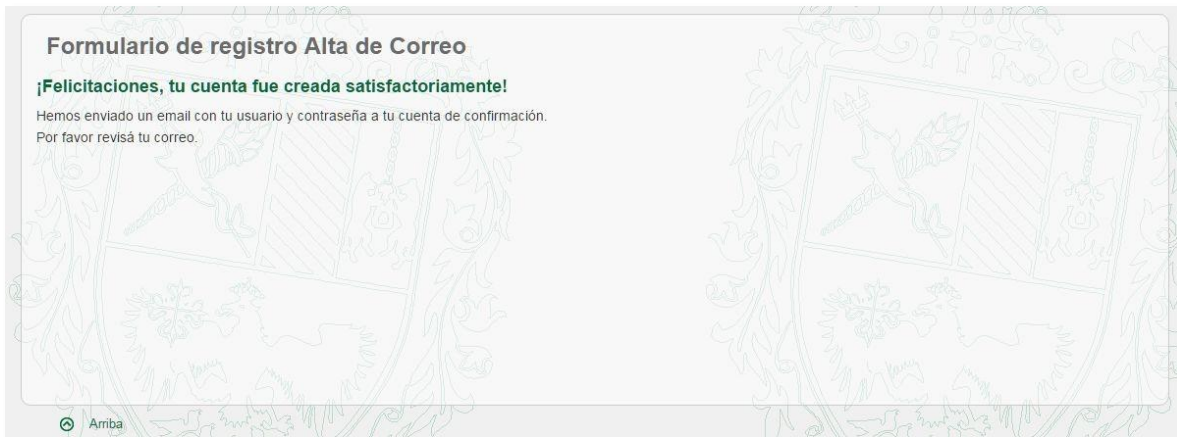 Formulario de registro Alta de Correo
¡Felicitaciones, tu cuenta fue creada satisfactoriamente!
Hemos enviado un email con tu usuario y contraseña a tu cuenta de confirmación.
Por favor revisá tu correo.
Arriba